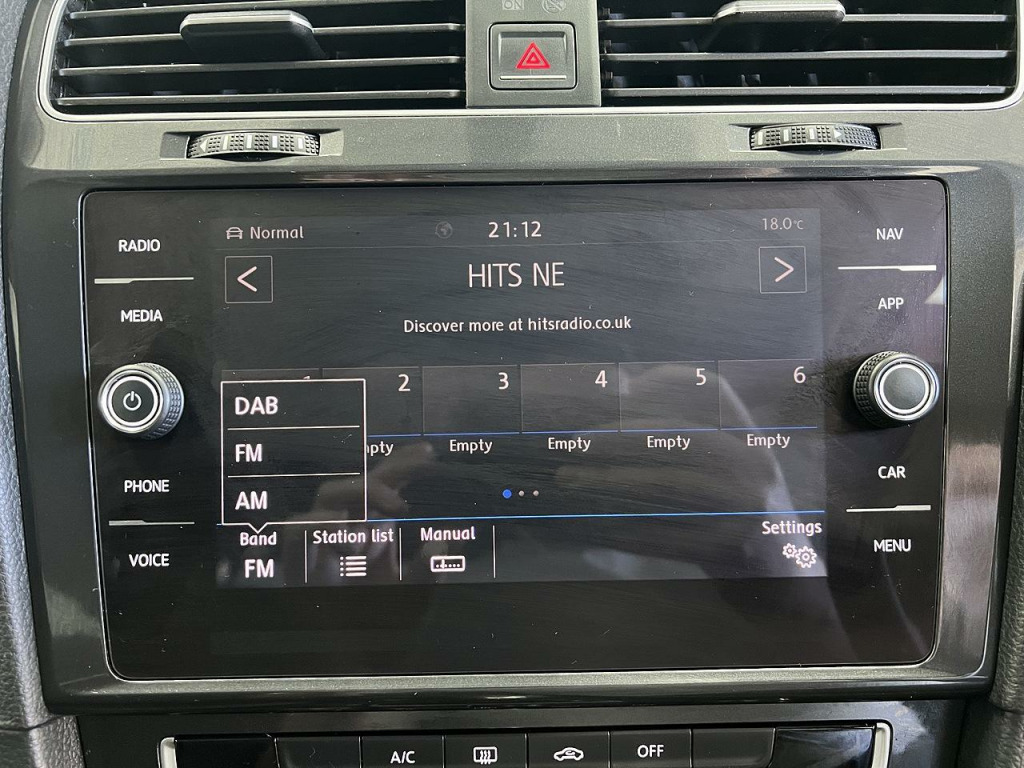 ON
RADIO
MEDIA
PHONE
VOICE
Normal
21:12
18.0°C
<
HITS NE
>
Discover more at hitsradio.co.uk
2
3
4
5
6
Empty
Empty
Empty
Empty
DAB
FM
AM
Band
FM
Station list
Manual
Settings
NAV
APP
CAR
MENU
A/C
OFF